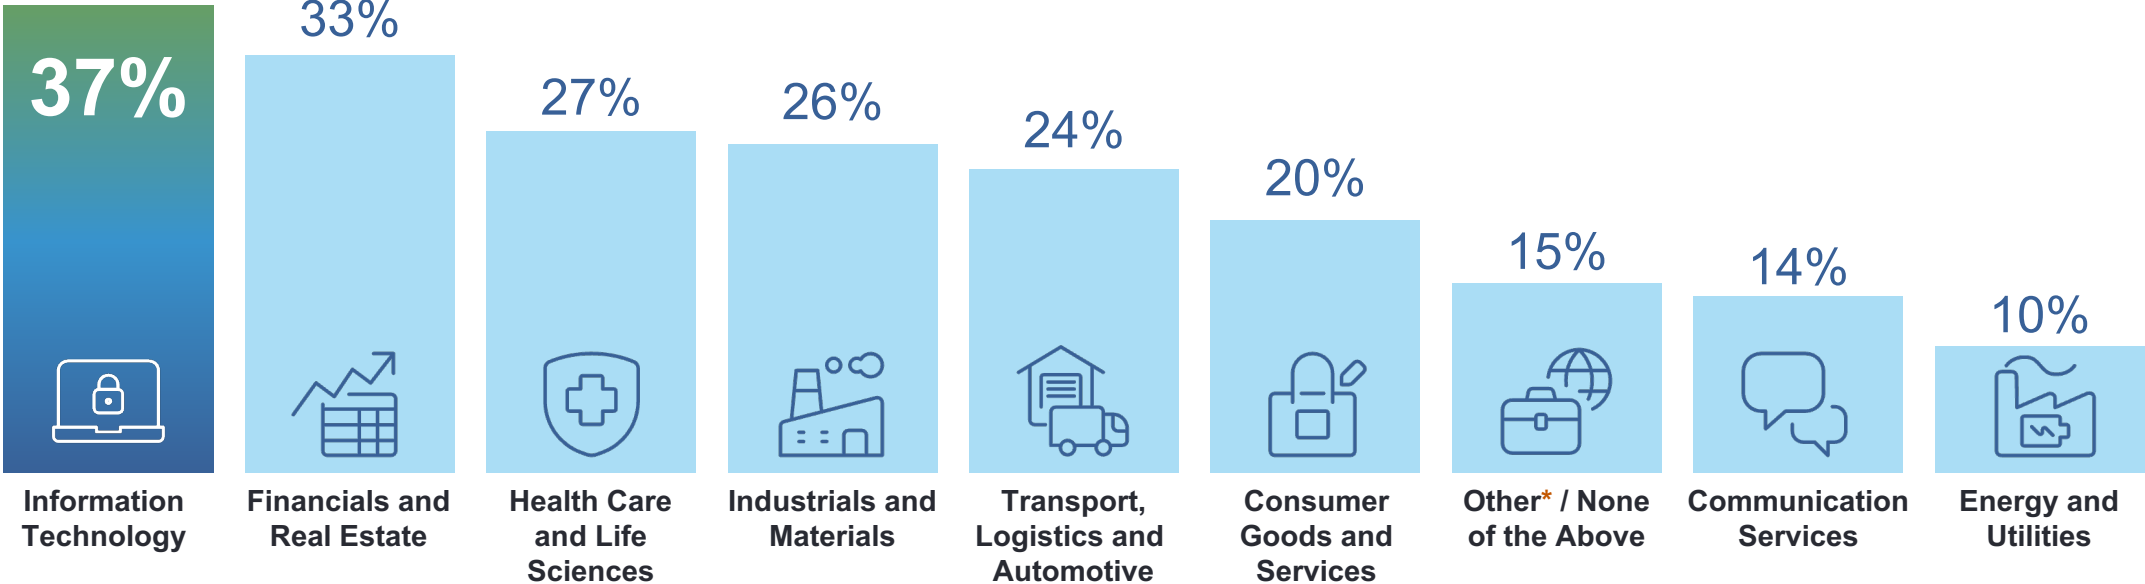 37%
33%
27%
26%
24%
20%
15%
14%
10%
Information
Technology
Financials and
Real Estate
Health Care
and Life
Sciences
Industrials and
Materials
Transport,
Logistics and
Automotive
Consumer
Goods and
Services
Other* / None
of the Above
Communication
Services
Energy and
Utilities